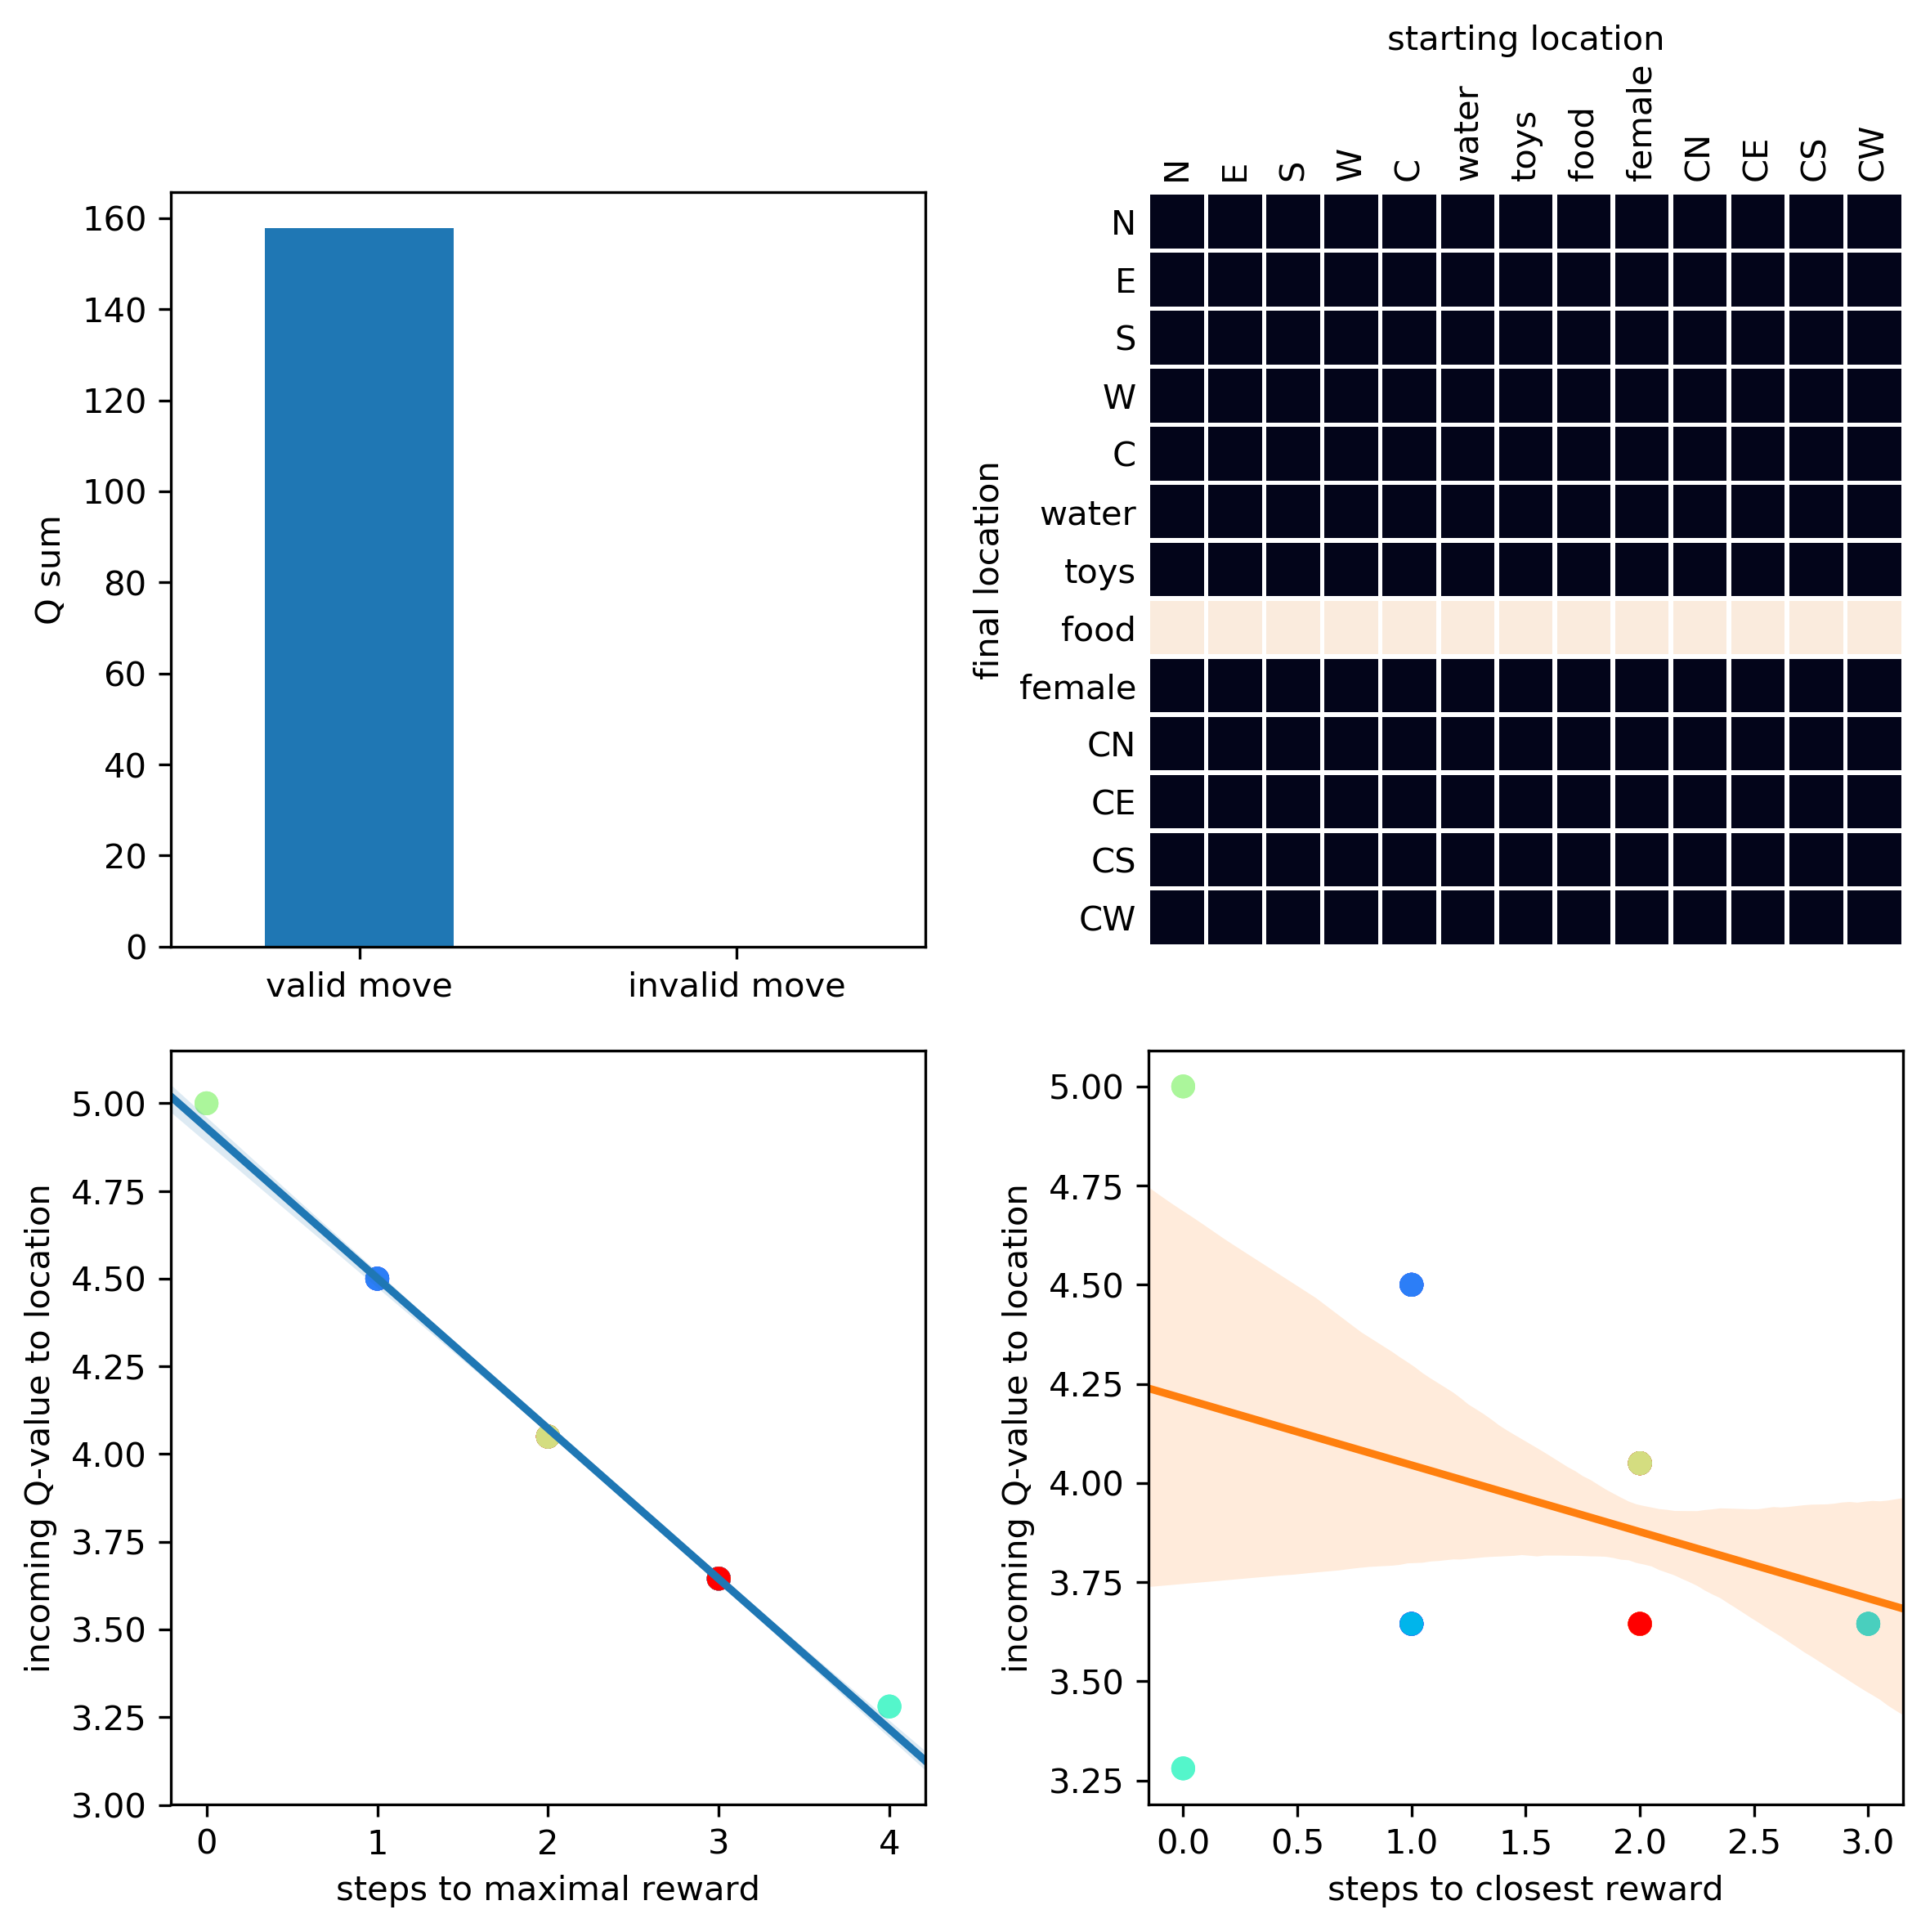 starting location
N
E
S
W
C
water
toys
food
female
CN
CE
CS
CW
160
140
120
100
80
60
40
20
0
Q sum
valid move
invalid move
final location
N
E
S
W
C
water
toys
food
female
CN
CE
CS
CW
5.00
4.75
4.50
4.25
4.00
3.75
3.50
3.25
3.00
incoming Q-value to location
0
1
2
3
4
steps to maximal reward
5.00
4.75
4.50
4.25
4.00
3.75
3.50
3.25
incoming Q-value to location
0.0
0.5
1.0
1.5
2.0
2.5
3.0
steps to closest reward